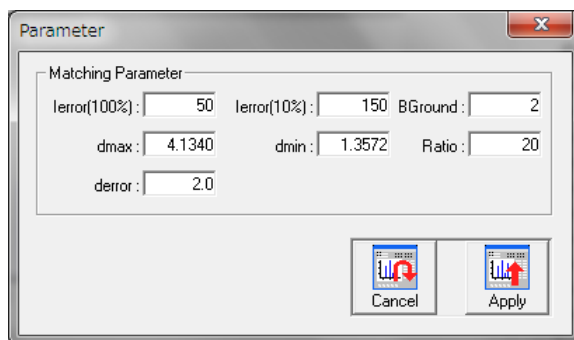 Parameter
Matching Parameter
Ierror(100%) : 50 Ierror(10%) : 150 BGround : 2
dmax : 4.1340 dmin : 1.3572 Ratio : 20
derror : 2.0
Cancel Apply